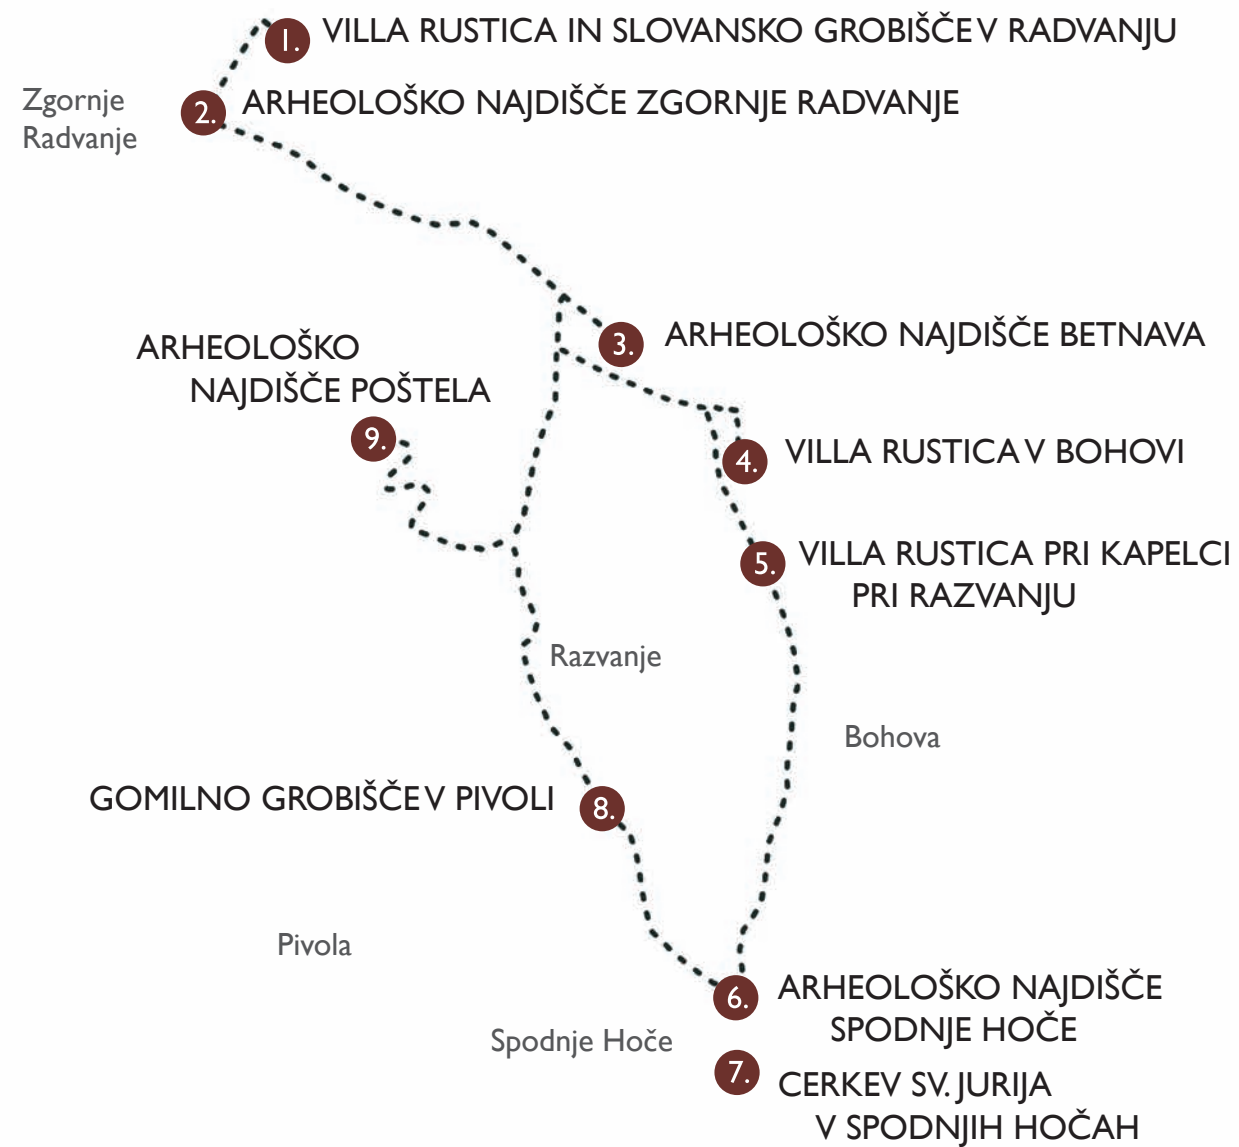 1. VILLA RUSTICA IN SLOVANSKO GROBIŠČE V RADVANJU
Zgornje
Radvanje
2. ARHEOLOŠKO NAJDIŠČE ZGORNJE RADVANJE
3. ARHEOLOŠKO NAJDIŠČE BETNAVA
ARHEOLOŠKO
NAJDIŠČE POŠTELA
9.
4. VILLA RUSTICA V BOHOVI
5. VILLA RUSTICA PRI KAPELCI
PRI RAZVANJU
Razvanje
Bohova
GOMILNO GROBIŠČE V PIVOLI 8.
Pivola
6. ARHEOLOŠKO NAJDIŠČE
SPODNJE HOČE
Spodnje Hoče
7. CERKEV SV. JURIJA
V SPODNJIH HOČAH